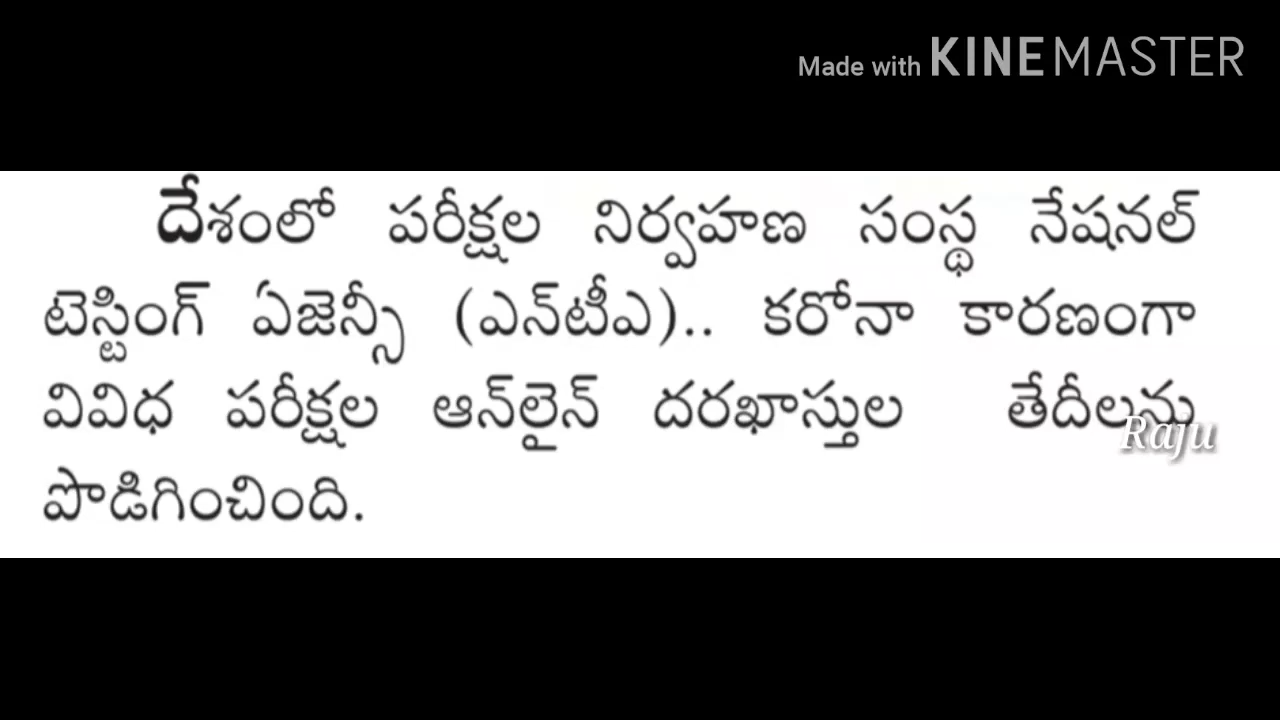 Made with KINEMASTER
దేశంలో పరీక్షల నిర్వహణ సంస్థ నేషనల్
టెస్టింగ్ ఏజెన్సీ (ఎన్‌టీఏ).. కరోనా కారణంగా
వివిధ పరీక్షల ఆన్‌లైన్ దరఖాస్తుల తేదీలను
Raju
పొడిగించింది.